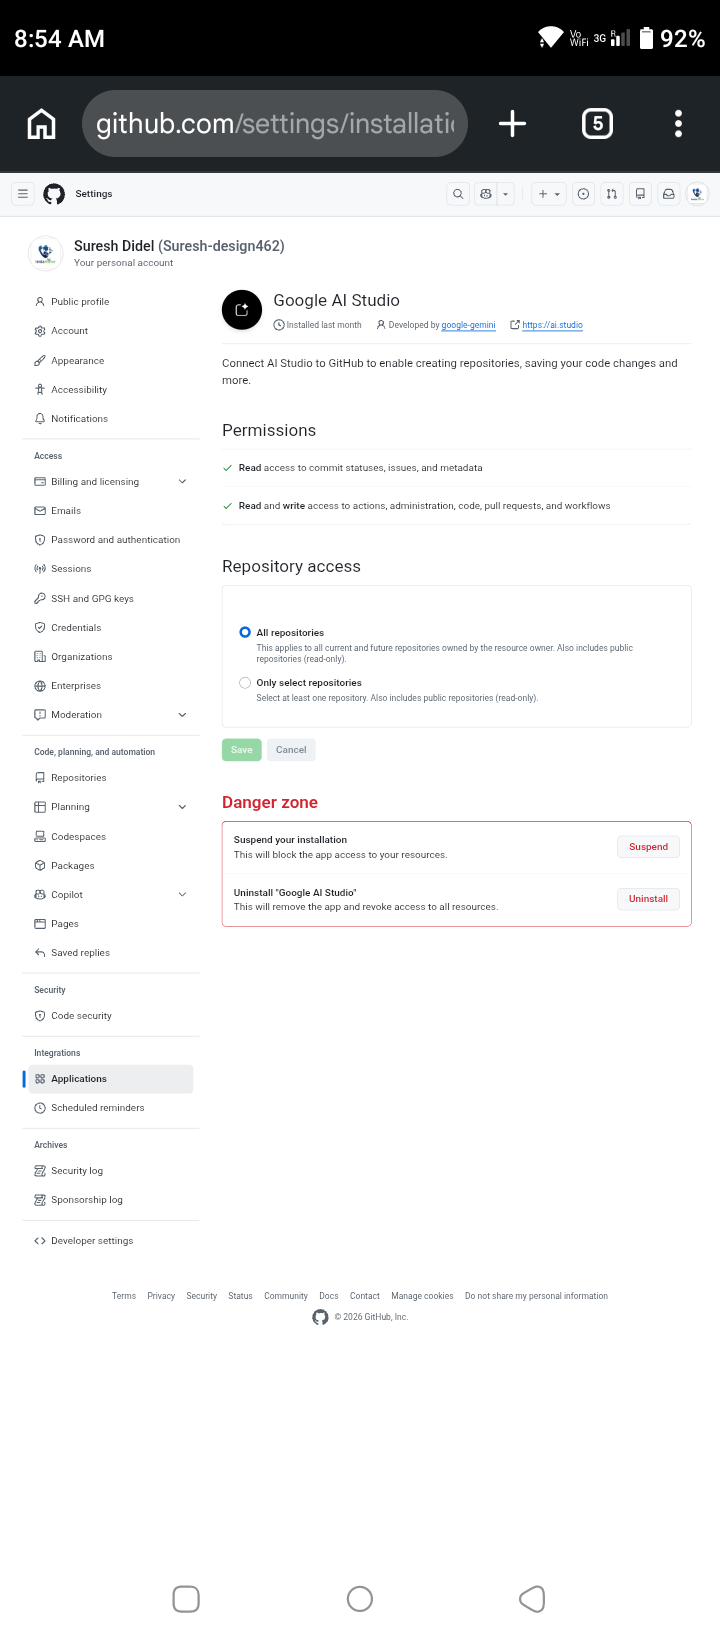 8:54 AM
Vo
WiFi
3G
R
92%
github.com/settings/installati
5
Settings
Suresh Didel (Suresh-design462)
Your personal account
Public profile
Account
Appearance
Accessibility
Notifications
Access
Billing and licensing
Emails
Password and authentication
Sessions
SSH and GPG keys
Credentials
Organizations
Enterprises
Moderation
Code, planning, and automation
Repositories
Planning
Codespaces
Packages
Copilot
Pages
Saved replies
Security
Code security
Integrations
Applications
Scheduled reminders
Archives
Security log
Sponsorship log
Developer settings
Google AI Studio
Installed last month Developed by google-gemini https://ai.studio
Connect AI Studio to GitHub to enable creating repositories, saving your code changes and
more.
Permissions
Read access to commit statuses, issues, and metadata
Read and write access to actions, administration, code, pull requests, and workflows
Repository access
All repositories
This applies to all current and future repositories owned by the resource owner. Also includes public
repositories (read-only).
Only select repositories
Select at least one repository. Also includes public repositories (read-only).
Save Cancel
Danger zone
Suspend your installation
This will block the app access to your resources.
Suspend
Uninstall "Google AI Studio"
This will remove the app and revoke access to all resources.
Uninstall
Terms Privacy Security Status Community Docs Contact Manage cookies Do not share my personal information
© 2026 GitHub, Inc.